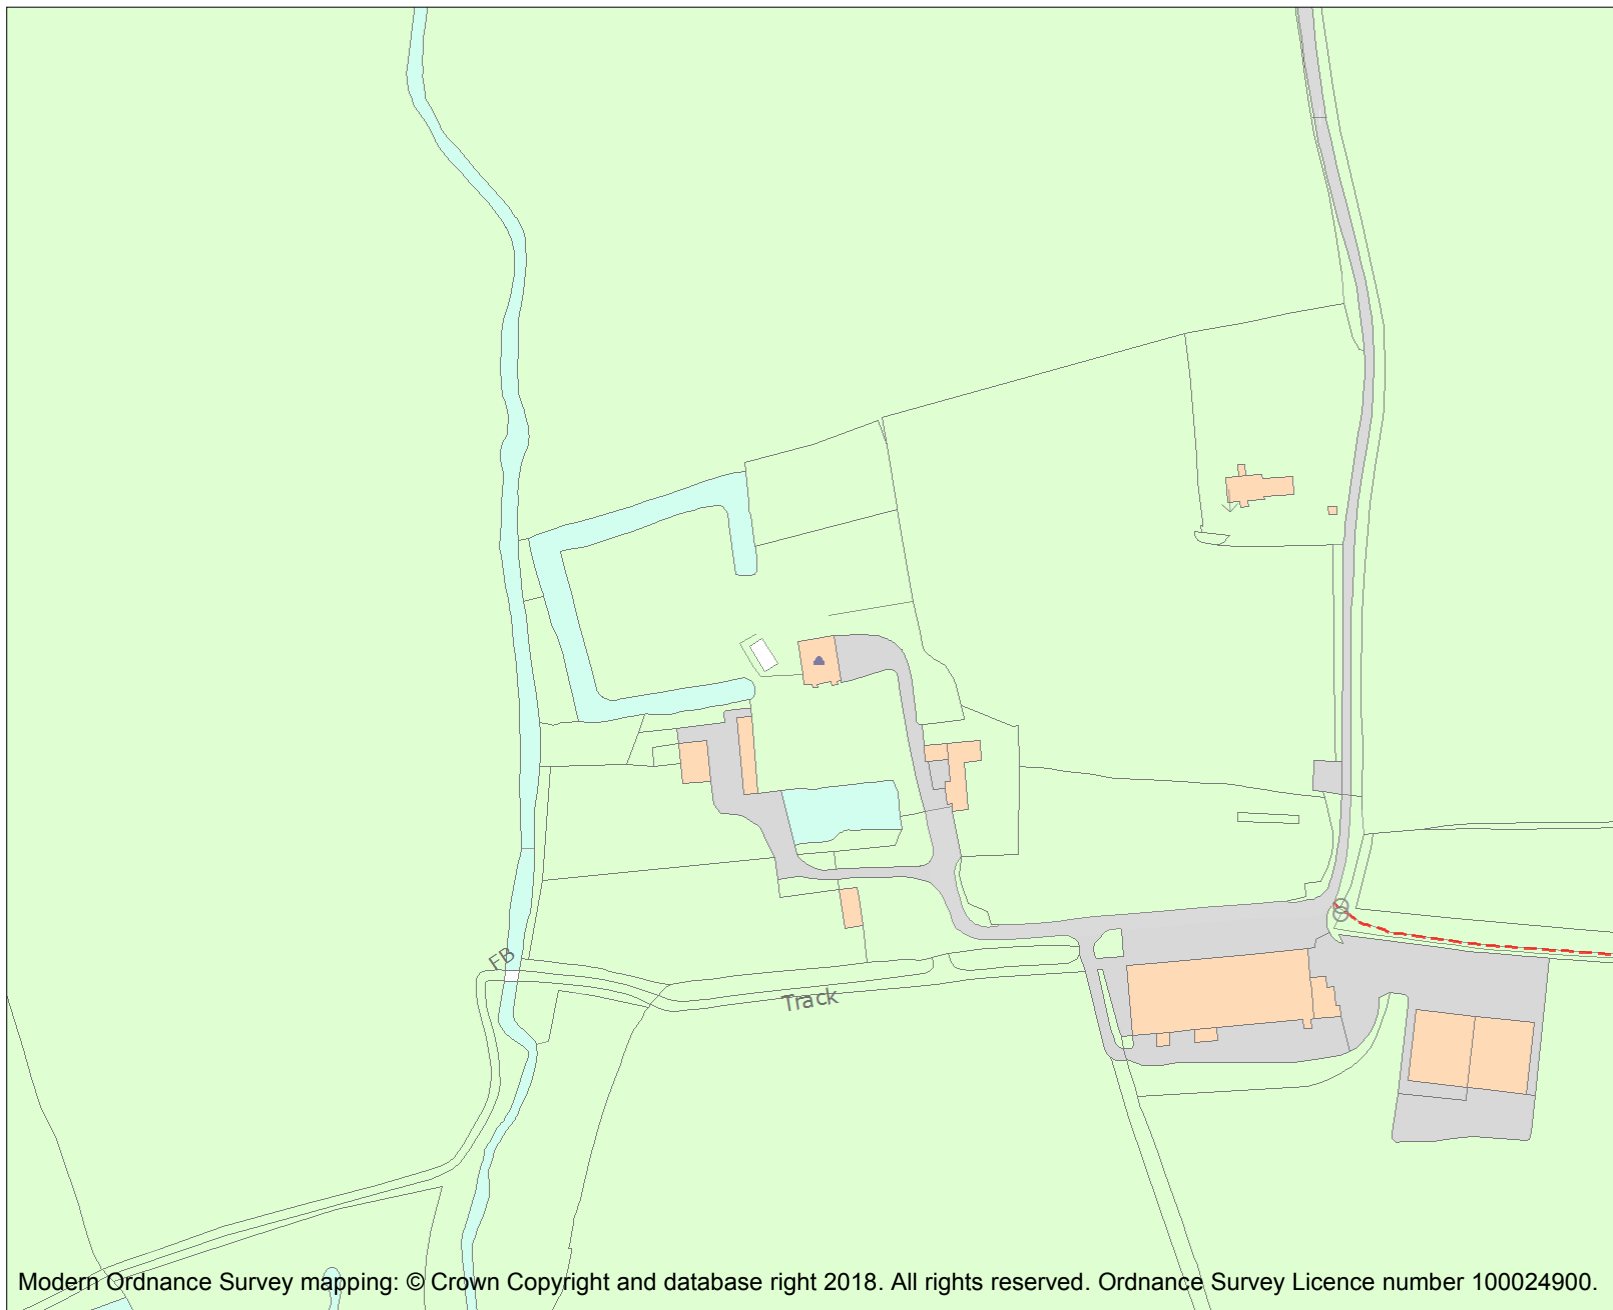 FB
Track
Modern Ordnance Survey mapping: © Crown Copyright and database right 2018. All rights reserved. Ordnance Survey Licence number 100024900.